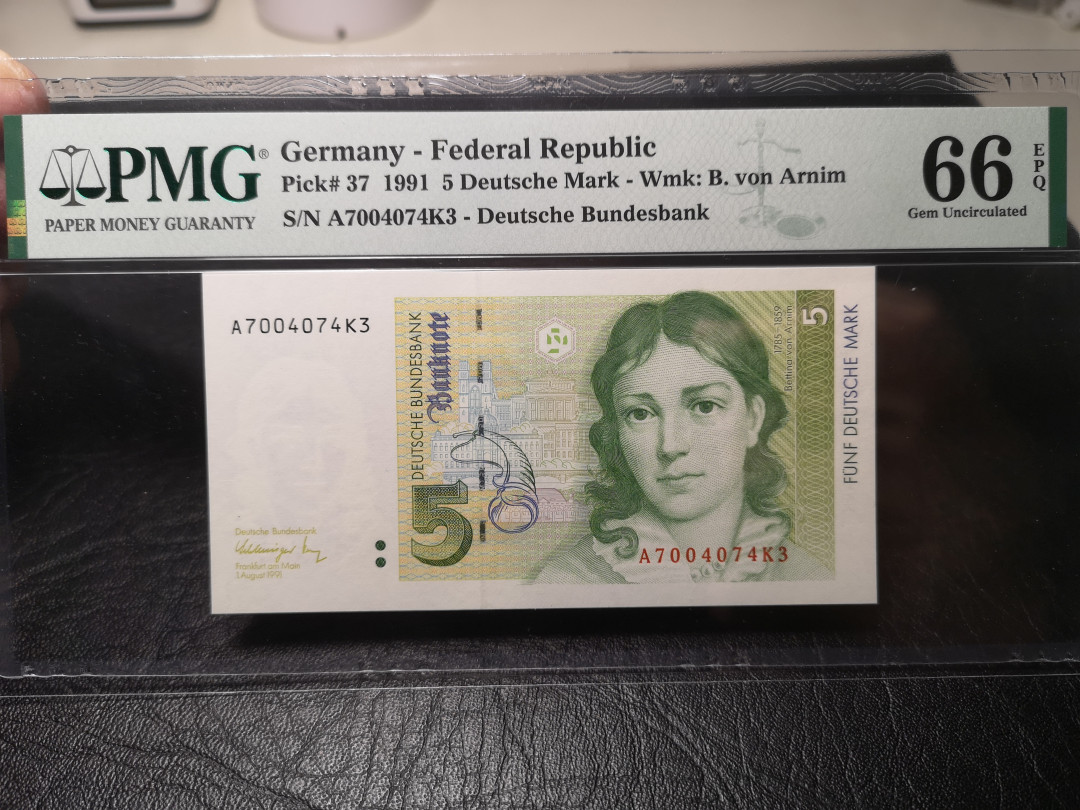 PMG®
PAPER MONEY GUARANTY
Germany - Federal Republic
Pick# 37 1991 5 Deutsche Mark - Wmk: B. von Arnim
S/N A7004074K3 - Deutsche Bundesbank
66
EPQ
Gem Uncirculated
A7004074K3
DEUTSCHE BUNDESBANK
Banknote
5
Deutsche Bundesbank
Frankfurt am Main
1. August 1991
1785-1859
Bettina von Arnim
5
FÜNF DEUTSCHE MARK
A7004074K3